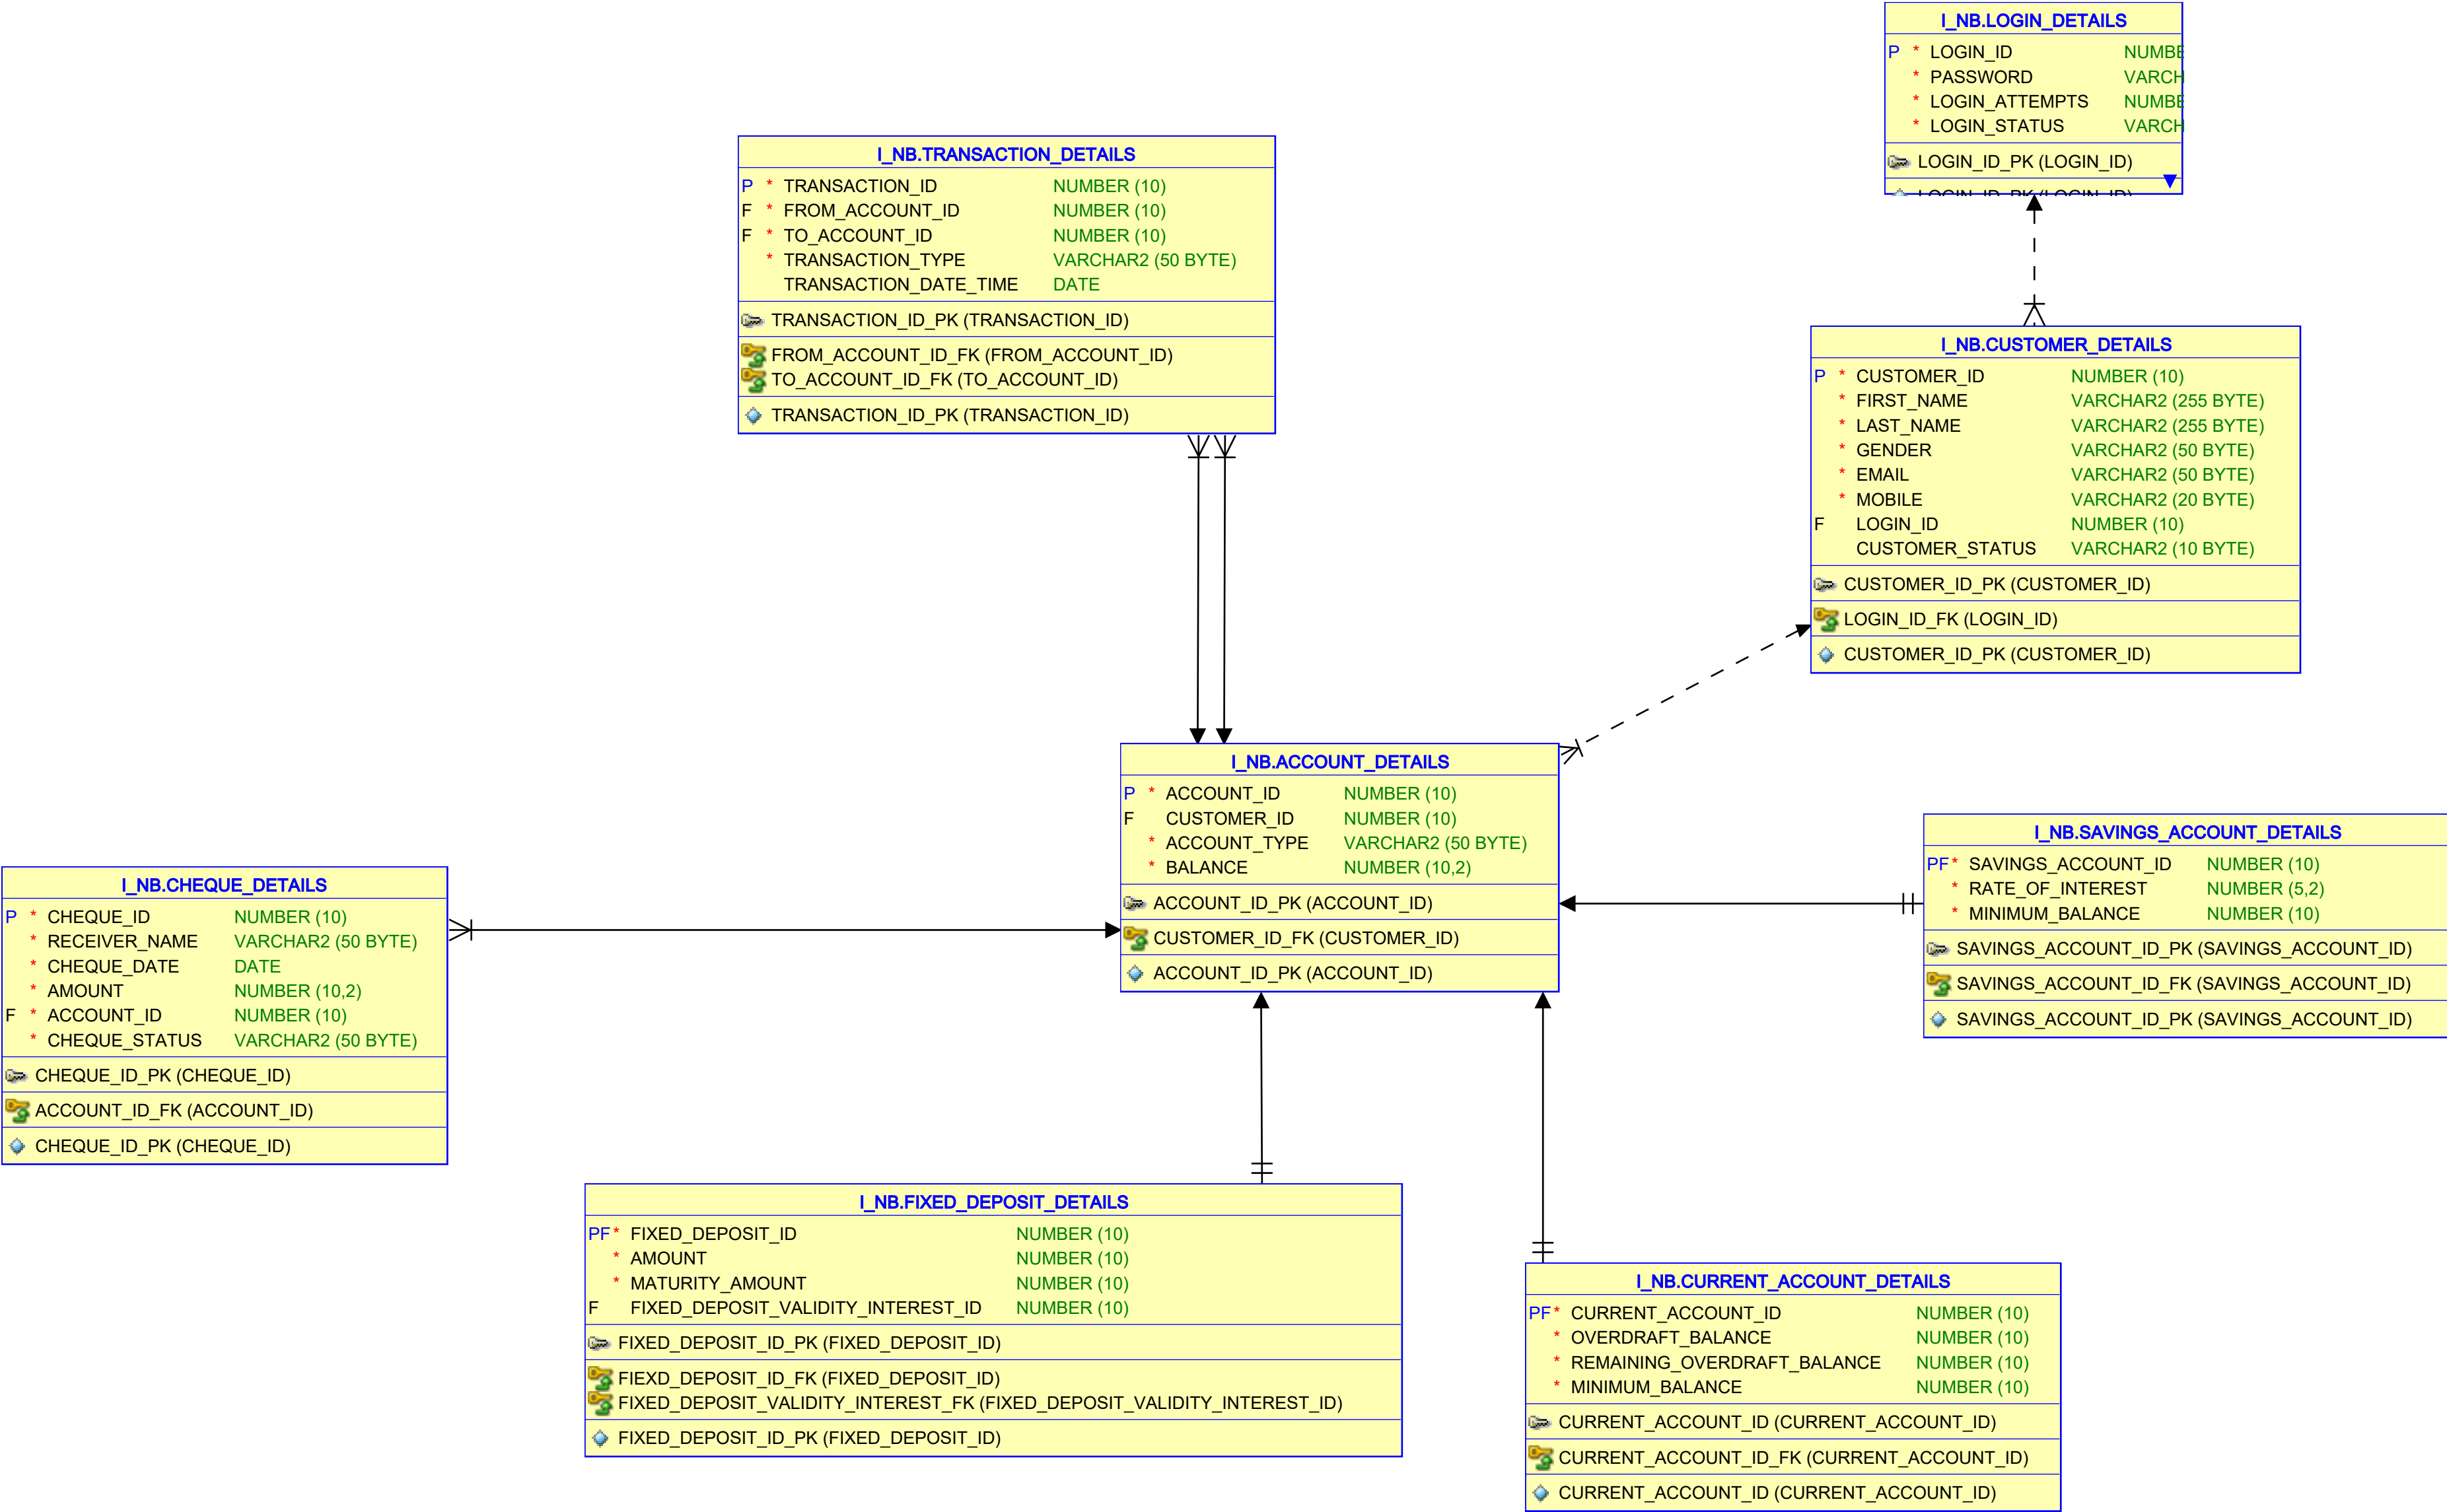 I_NB.LOGIN_DETAILS
P * LOGIN_ID NUMBE
* PASSWORD VARCH
* LOGIN_ATTEMPTS NUMBE
* LOGIN_STATUS VARCH
LOGIN_ID_PK (LOGIN_ID)
LOGIN_ID_PK (LOGIN_ID)
I_NB.TRANSACTION_DETAILS
P * TRANSACTION_ID NUMBER (10)
F * FROM_ACCOUNT_ID NUMBER (10)
F * TO_ACCOUNT_ID NUMBER (10)
* TRANSACTION_TYPE VARCHAR2 (50 BYTE)
TRANSACTION_DATE_TIME DATE
TRANSACTION_ID_PK (TRANSACTION_ID)
FROM_ACCOUNT_ID_FK (FROM_ACCOUNT_ID)
TO_ACCOUNT_ID_FK (TO_ACCOUNT_ID)
TRANSACTION_ID_PK (TRANSACTION_ID)
I_NB.CUSTOMER_DETAILS
P * CUSTOMER_ID NUMBER (10)
* FIRST_NAME VARCHAR2 (255 BYTE)
* LAST_NAME VARCHAR2 (255 BYTE)
* GENDER VARCHAR2 (50 BYTE)
* EMAIL VARCHAR2 (50 BYTE)
* MOBILE VARCHAR2 (20 BYTE)
F LOGIN_ID NUMBER (10)
CUSTOMER_STATUS VARCHAR2 (10 BYTE)
CUSTOMER_ID_PK (CUSTOMER_ID)
LOGIN_ID_FK (LOGIN_ID)
CUSTOMER_ID_PK (CUSTOMER_ID)
I_NB.ACCOUNT_DETAILS
P * ACCOUNT_ID NUMBER (10)
F CUSTOMER_ID NUMBER (10)
* ACCOUNT_TYPE VARCHAR2 (50 BYTE)
* BALANCE NUMBER (10,2)
ACCOUNT_ID_PK (ACCOUNT_ID)
CUSTOMER_ID_FK (CUSTOMER_ID)
ACCOUNT_ID_PK (ACCOUNT_ID)
I_NB.SAVINGS_ACCOUNT_DETAILS
PF * SAVINGS_ACCOUNT_ID NUMBER (10)
* RATE_OF_INTEREST NUMBER (5,2)
* MINIMUM_BALANCE NUMBER (10)
SAVINGS_ACCOUNT_ID_PK (SAVINGS_ACCOUNT_ID)
SAVINGS_ACCOUNT_ID_FK (SAVINGS_ACCOUNT_ID)
SAVINGS_ACCOUNT_ID_PK (SAVINGS_ACCOUNT_ID)
I_NB.CHEQUE_DETAILS
P * CHEQUE_ID NUMBER (10)
* RECEIVER_NAME VARCHAR2 (50 BYTE)
* CHEQUE_DATE DATE
* AMOUNT NUMBER (10,2)
F * ACCOUNT_ID NUMBER (10)
* CHEQUE_STATUS VARCHAR2 (50 BYTE)
CHEQUE_ID_PK (CHEQUE_ID)
ACCOUNT_ID_FK (ACCOUNT_ID)
CHEQUE_ID_PK (CHEQUE_ID)
I_NB.FIXED_DEPOSIT_DETAILS
PF * FIXED_DEPOSIT_ID NUMBER (10)
* AMOUNT NUMBER (10)
* MATURITY_AMOUNT NUMBER (10)
F FIXED_DEPOSIT_VALIDITY_INTEREST_ID NUMBER (10)
FIXED_DEPOSIT_ID_PK (FIXED_DEPOSIT_ID)
FIEXD_DEPOSIT_ID_FK (FIXED_DEPOSIT_ID)
FIXED_DEPOSIT_VALIDITY_INTEREST_FK (FIXED_DEPOSIT_VALIDITY_INTEREST_ID)
FIXED_DEPOSIT_ID_PK (FIXED_DEPOSIT_ID)
I_NB.CURRENT_ACCOUNT_DETAILS
PF * CURRENT_ACCOUNT_ID NUMBER (10)
* OVERDRAFT_BALANCE NUMBER (10)
* REMAINING_OVERDRAFT_BALANCE NUMBER (10)
* MINIMUM_BALANCE NUMBER (10)
CURRENT_ACCOUNT_ID (CURRENT_ACCOUNT_ID)
CURRENT_ACCOUNT_ID_FK (CURRENT_ACCOUNT_ID)
CURRENT_ACCOUNT_ID (CURRENT_ACCOUNT_ID)